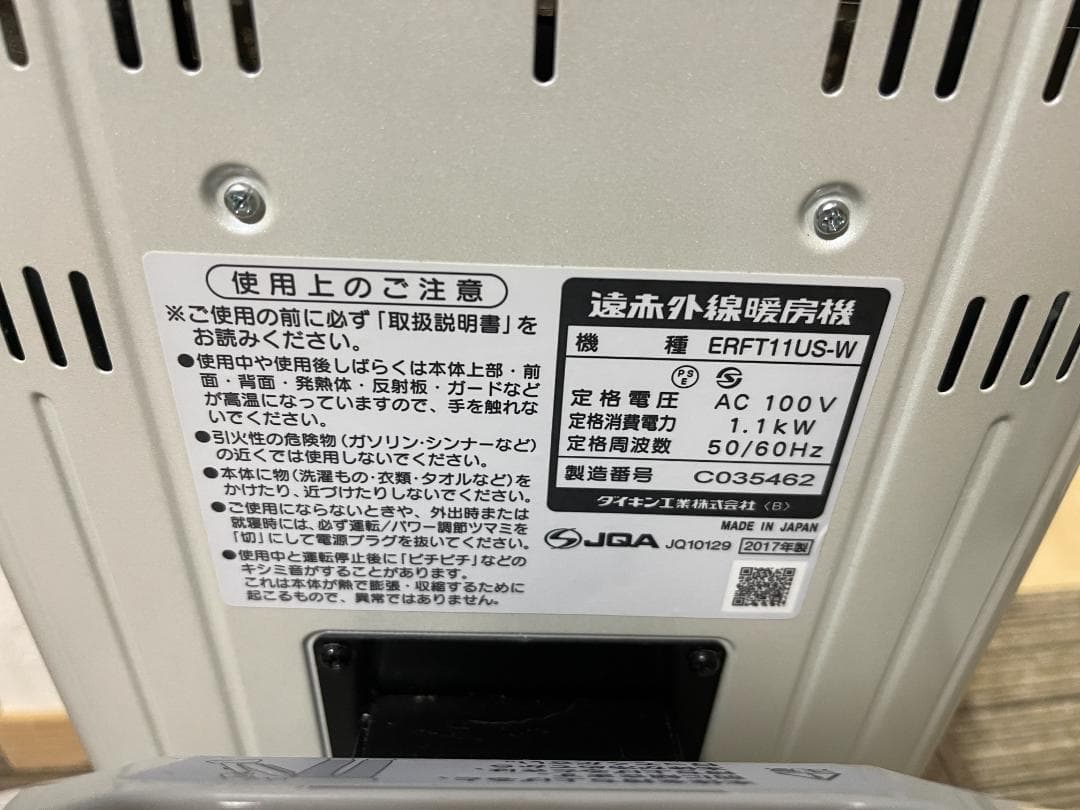 使用上のご注意
※ご使用の前に必ず「取扱説明書」を
お読みください。
●使用中や使用後しばらくは本体上部・前
面・背面・発熱体・反射板・ガードなど
が高温になっていますので、手を触れな
いでください。
●引火性の危険物(ガソリン・シンナーなど)
の近くでは使用しないでください。
●本体に物(洗濯もの・衣類・タオルなど)を
かけたり、近づけたりしないでください。
●ご使用にならないときや、外出時または
就寝時には、必ず運転/パワー調節ツマミを
「切」にして電源プラグを抜いてください。
●使用中と運転停止後に「ピチピチ」などの
キシミ音がすることがあります。
これは本体が熱で膨張・収縮するために
起こるもので、異常ではありません。
遠赤外線暖房機
機種 ERFT11US-W
PSE
定格電圧 AC 100V
定格消費電力 1.1kW
定格周波数 50/60Hz
製造番号 C035462
ダイキン工業株式会社〈B〉
MADE IN JAPAN
JQA JQ10129 2017年製